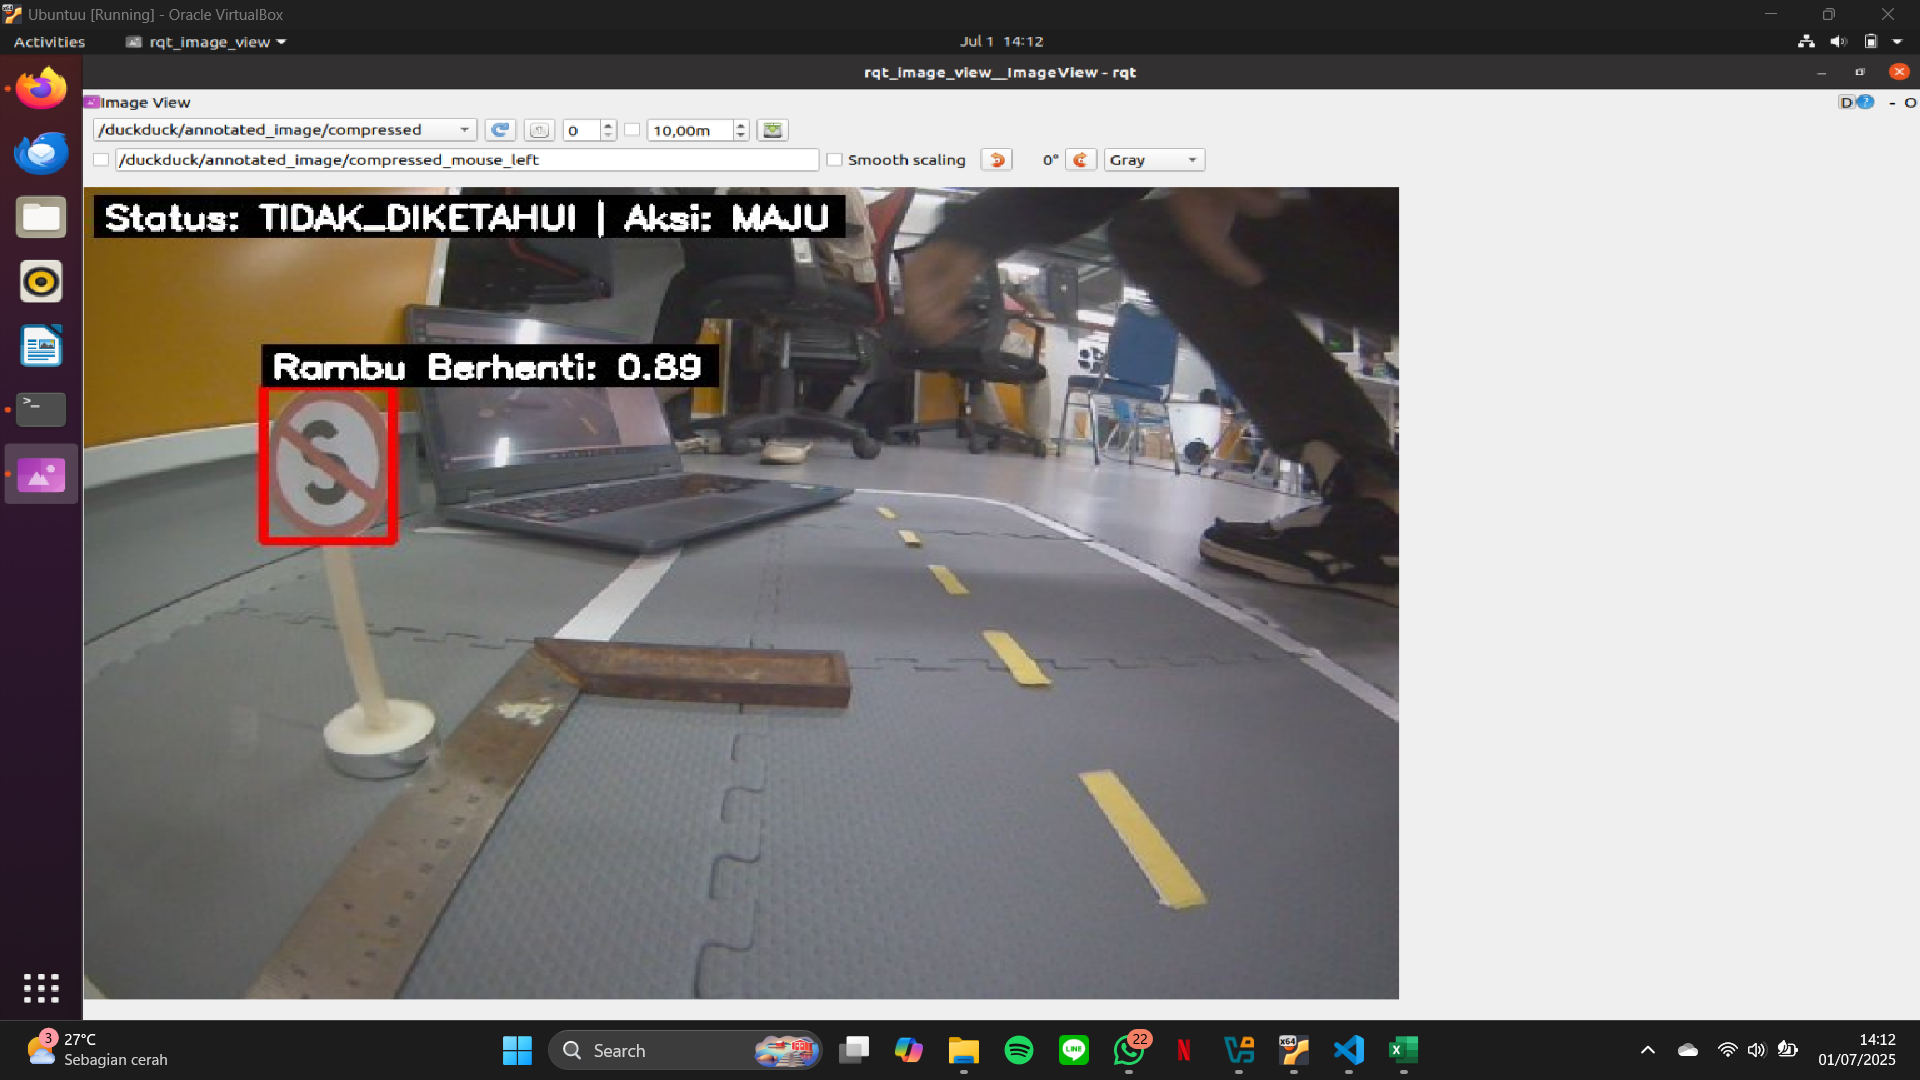 Ubuntuu [Running] - Oracle VirtualBox
Activities
rqt_image_view
Jul 1 14:12
rqt_image_view__ImageView - rqt
Image View
D
- O
/duckduck/annotated_image/compressed
0
10,00m
/duckduck/annotated_image/compressed_mouse_left
Smooth scaling
0°
Gray
Status: TIDAK_DIKETAHUI | Aksi: MAJU
Rambu Berhenti: 0.89
S
3
27°C
Sebagian cerah
Search
LINE
22
N
x64
X
14:12
01/07/2025